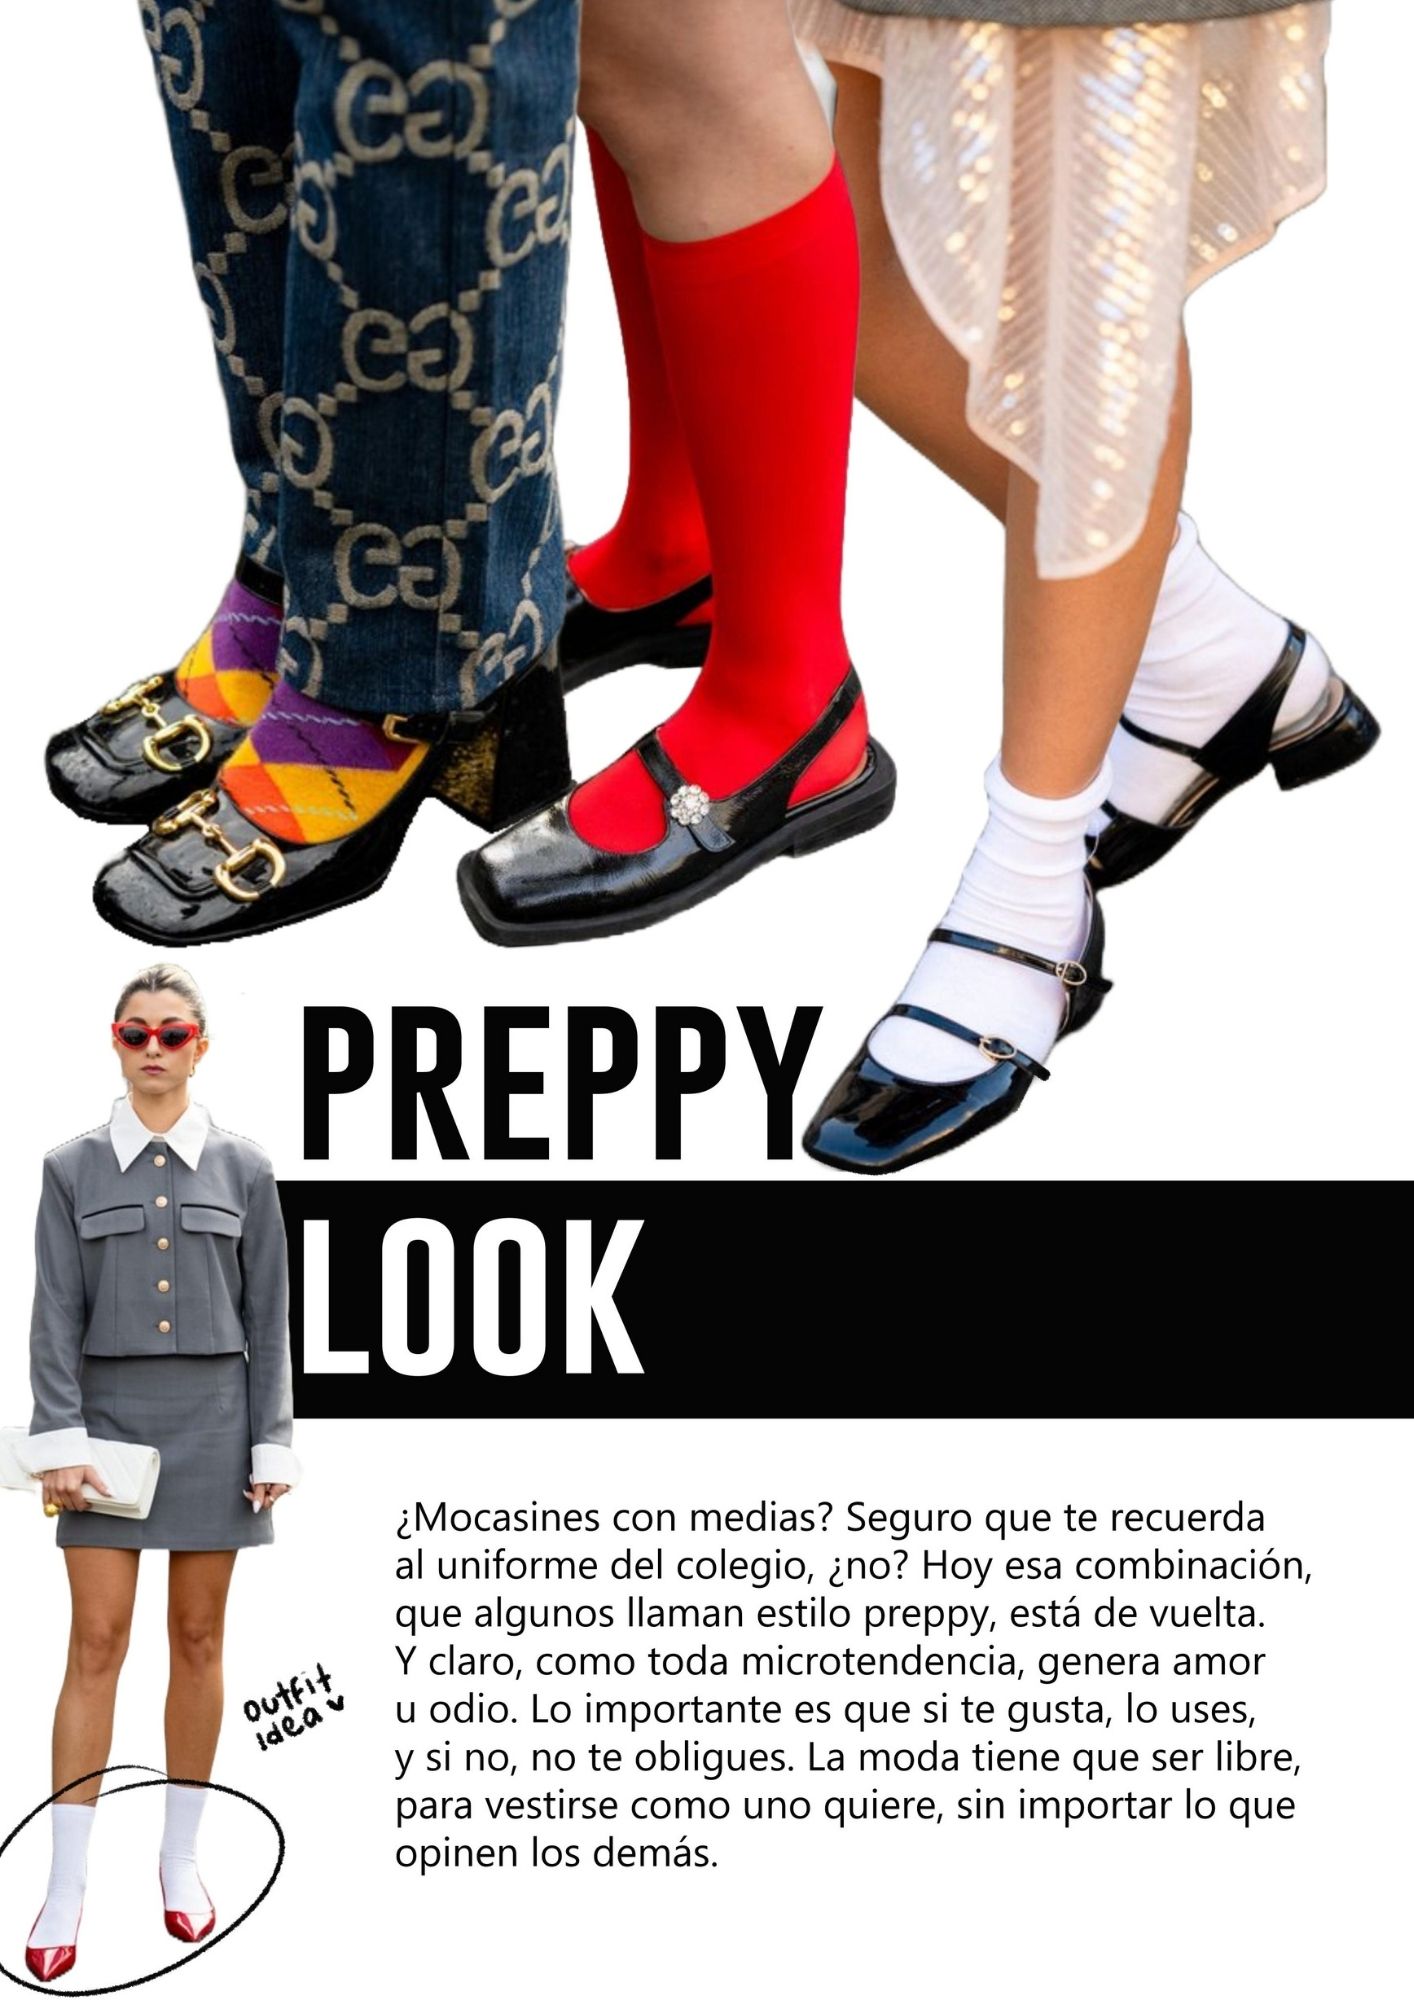 PREPPY
LOOK
¿Mocasines con medias? Seguro que te recuerda
al uniforme del colegio, ¿no? Hoy esa combinación,
que algunos llaman estilo preppy, está de vuelta.
Y claro, como toda microtendencia, genera amor
u odio. Lo importante es que si te gusta, lo uses,
y si no, no te obligues. La moda tiene que ser libre,
para vestirse como uno quiere, sin importar lo que
opinen los demás.
outfit
idea